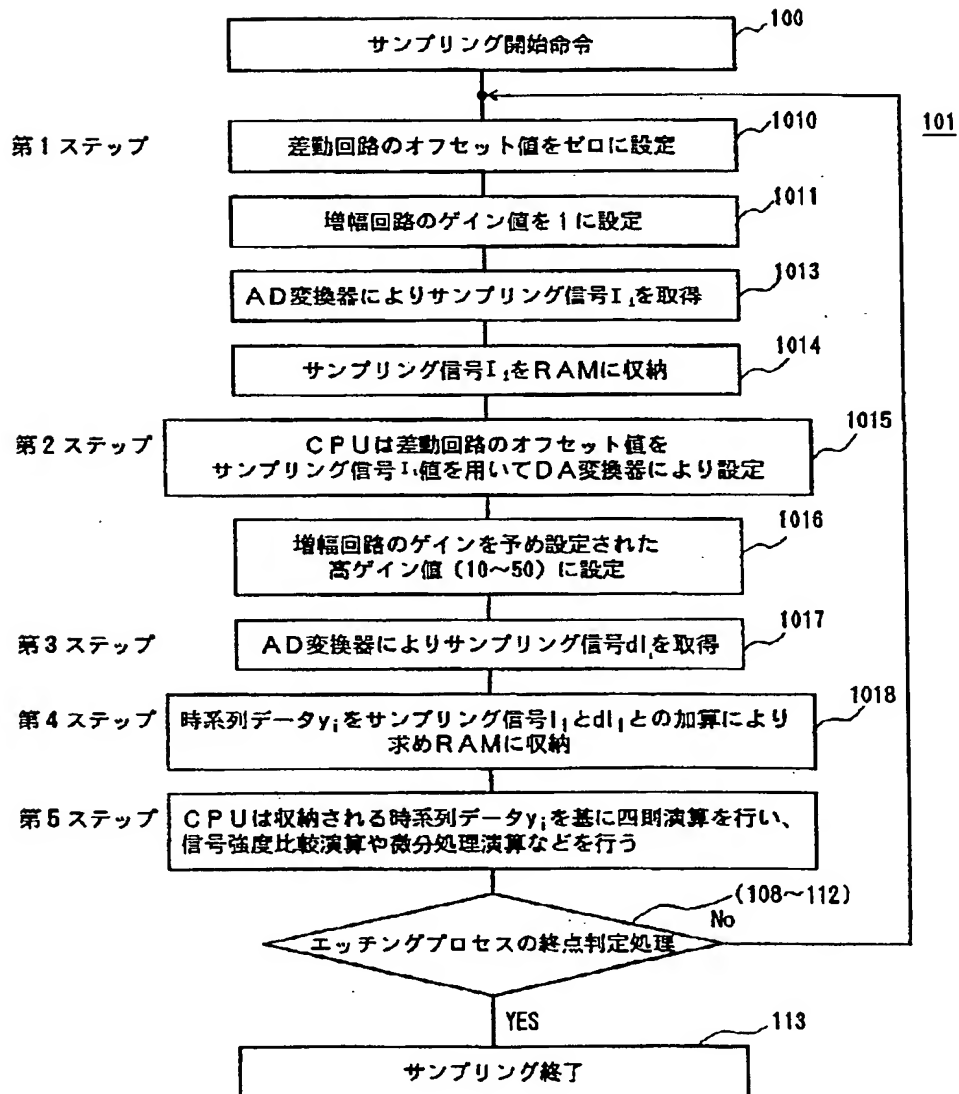 サンプリング開始命令
100
101
第1ステップ
差動回路のオフセット値をゼロに設定
1010
増幅回路のゲイン値を1に設定
1011
AD変換器によりサンプリング信号Iiを取得
1013
サンプリング信号IiをRAMに収納
1014
第2ステップ
CPUは差動回路のオフセット値を
サンプリング信号Ii値を用いてDA変換器により設定
1015
増幅回路のゲインを予め設定された
高ゲイン値(10~50)に設定
1016
第3ステップ
AD変換器によりサンプリング信号dIiを取得
1017
第4ステップ
時系列データyiをサンプリング信号IiとdIiとの加算により
求めRAMに収納
1018
第5ステップ
CPUは収納される時系列データyiを基に四則演算を行い、
信号強度比較演算や微分処理演算などを行う
エッチングプロセスの終点判定処理
(108~112)
No
YES
サンプリング終了
113